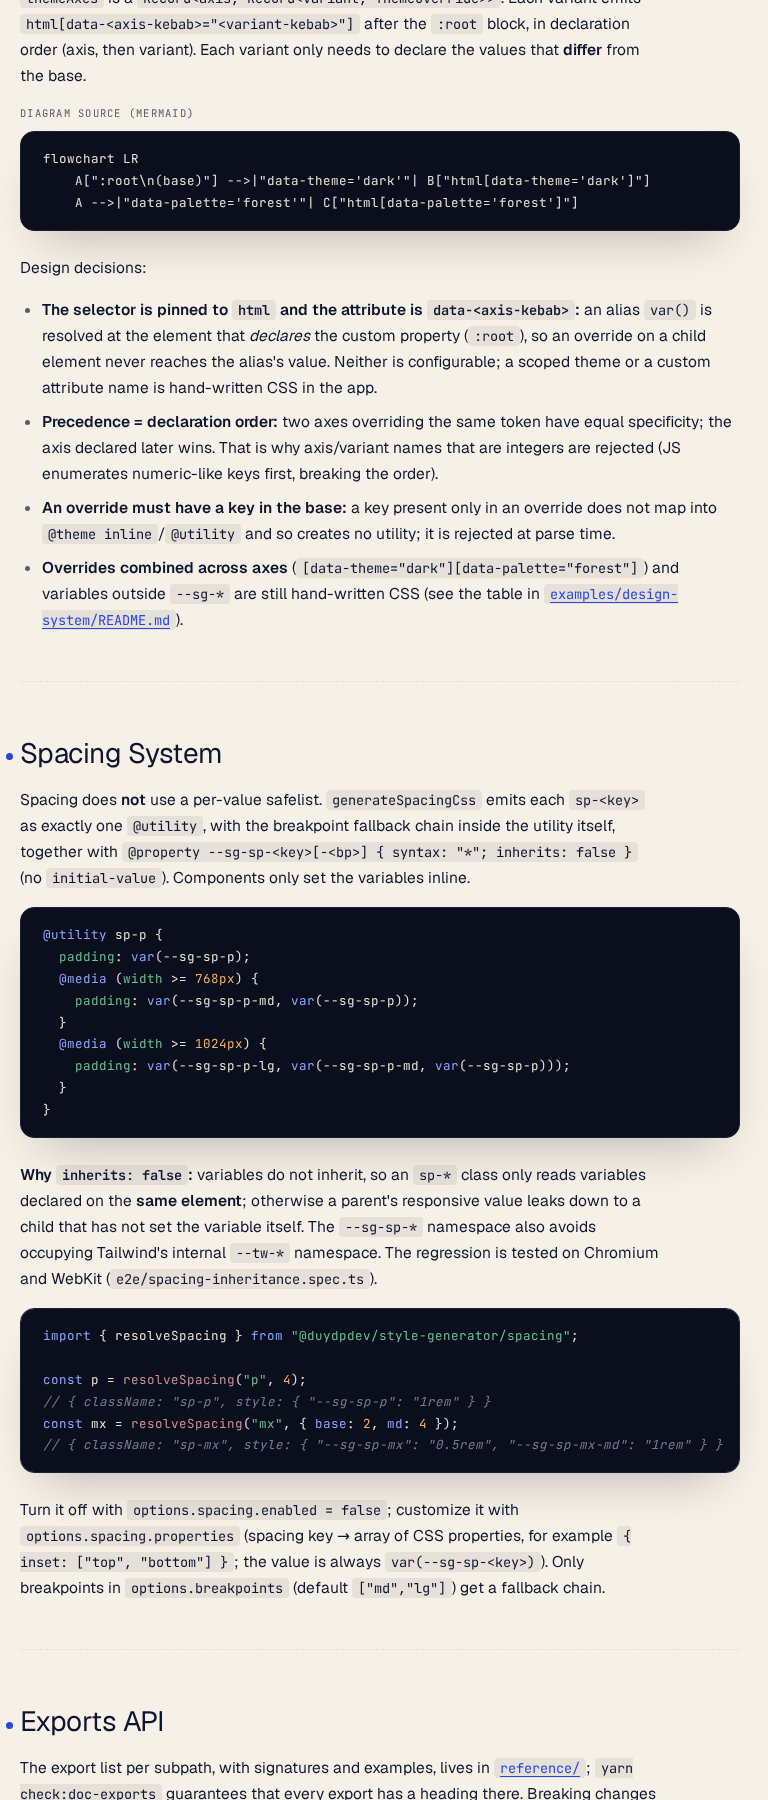 themeAxes is a Record<axis, Record<variant, ThemeOverride>>. Each variant emits
html[data-<axis-kebab>="<variant-kebab>"] after the :root block, in declaration
order (axis, then variant). Each variant only needs to declare the values that differ from
the base.
DIAGRAM SOURCE (MERMAID)
flowchart LR
    A[":root\n(base)"] -->|"data-theme='dark'"| B["html[data-theme='dark']"]
    A -->|"data-palette='forest'"| C["html[data-palette='forest']"]
Design decisions:
• The selector is pinned to html and the attribute is data-<axis-kebab>: an alias var() is
resolved at the element that declares the custom property (:root), so an override on a child
element never reaches the alias's value. Neither is configurable; a scoped theme or a custom
attribute name is hand-written CSS in the app.
• Precedence = declaration order: two axes overriding the same token have equal specificity; the
axis declared later wins. That is why axis/variant names that are integers are rejected (JS
enumerates numeric-like keys first, breaking the order).
• An override must have a key in the base: a key present only in an override does not map into
@theme inline/@utility and so creates no utility; it is rejected at parse time.
• Overrides combined across axes ([data-theme="dark"][data-palette="forest"]) and
variables outside --sg-* are still hand-written CSS (see the table in examples/design-
system/README.md).
Spacing System
Spacing does not use a per-value safelist. generateSpacingCss emits each sp-<key>
as exactly one @utility, with the breakpoint fallback chain inside the utility itself,
together with @property --sg-sp-<key>[-<bp>] { syntax: "*"; inherits: false }
(no initial-value). Components only set the variables inline.
@utility sp-p {
  padding: var(--sg-sp-p);
  @media (width >= 768px) {
    padding: var(--sg-sp-p-md, var(--sg-sp-p));
  }
  @media (width >= 1024px) {
    padding: var(--sg-sp-p-lg, var(--sg-sp-p-md, var(--sg-sp-p)));
  }
}
Why inherits: false: variables do not inherit, so an sp-* class only reads variables
declared on the same element; otherwise a parent's responsive value leaks down to a
child that has not set the variable itself. The --sg-sp-* namespace also avoids
occupying Tailwind's internal --tw-* namespace. The regression is tested on Chromium
and WebKit (e2e/spacing-inheritance.spec.ts).
import { resolveSpacing } from "@duydpdev/style-generator/spacing";
const p = resolveSpacing("p", 4);
// { className: "sp-p", style: { "--sg-sp-p": "1rem" } }
const mx = resolveSpacing("mx", { base: 2, md: 4 });
// { className: "sp-mx", style: { "--sg-sp-mx": "0.5rem", "--sg-sp-mx-md": "1rem" } }
Turn it off with options.spacing.enabled = false; customize it with
options.spacing.properties (spacing key → array of CSS properties, for example {
inset: ["top", "bottom"] }; the value is always var(--sg-sp-<key>)). Only
breakpoints in options.breakpoints (default ["md","lg"]) get a fallback chain.
Exports API
The export list per subpath, with signatures and examples, lives in reference/; yarn
check:doc-exports guarantees that every export has a heading there. Breaking changes